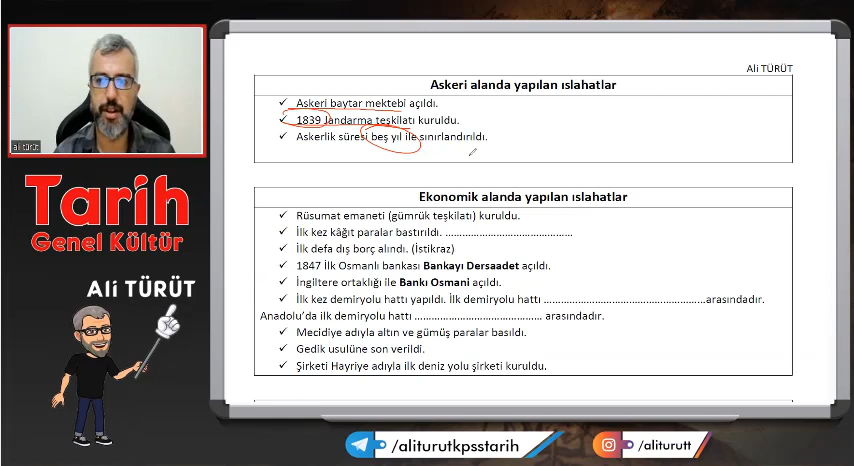 ali türüt
Tarih
Genel Kültür
Ali TÜRÜT
Ali TÜRÜT
Askeri alanda yapılan ıslahatlar
✓ Askeri baytar mektebi açıldı.
✓ 1839 Jandarma teşkilatı kuruldu.
✓ Askerlik süresi beş yıl ile sınırlandırıldı.
Ekonomik alanda yapılan ıslahatlar
✓ Rüsumat emaneti (gümrük teşkilatı) kuruldu.
✓ İlk kez kâğıt paralar bastırıldı. ……………………………………
✓ İlk defa dış borç alındı. (İstikraz)
✓ 1847 İlk Osmanlı bankası Bankayı Dersaadet açıldı.
✓ İngiltere ortaklığı ile Bankı Osmani açıldı.
✓ İlk kez demiryolu hattı yapıldı. İlk demiryolu hattı ………………………………………………arasındadır.
Anadolu'da ilk demiryolu hattı …………………………………… arasındadır.
✓ Mecidiye adıyla altın ve gümüş paralar basıldı.
✓ Gedik usulüne son verildi.
✓ Şirketi Hayriye adıyla ilk deniz yolu şirketi kuruldu.
/aliturutkpsstarih
/aliturutt